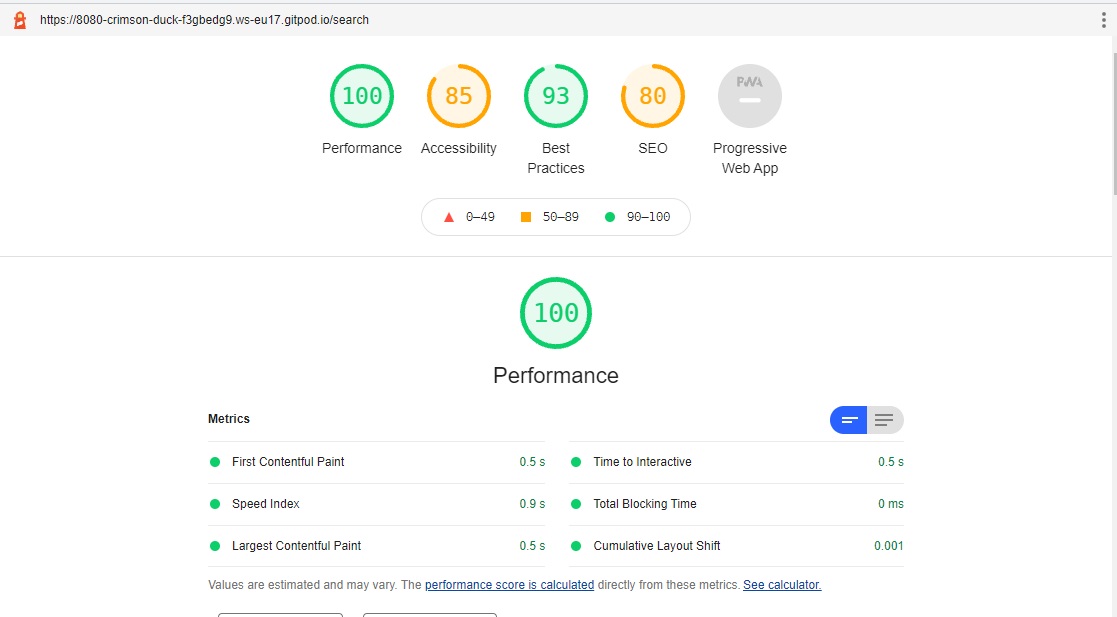 https://8080-crimson-duck-f3gbedg9.ws-eu17.gitpod.io/search
100 85 93 80 PWA
Performance Accessibility Best Practices SEO Progressive Web App
0–49 50–89 90–100
100
Performance
Metrics
First Contentful Paint 0.5 s Time to Interactive 0.5 s
Speed Index 0.9 s Total Blocking Time 0 ms
Largest Contentful Paint 0.5 s Cumulative Layout Shift 0.001
Values are estimated and may vary. The performance score is calculated directly from these metrics. See calculator.